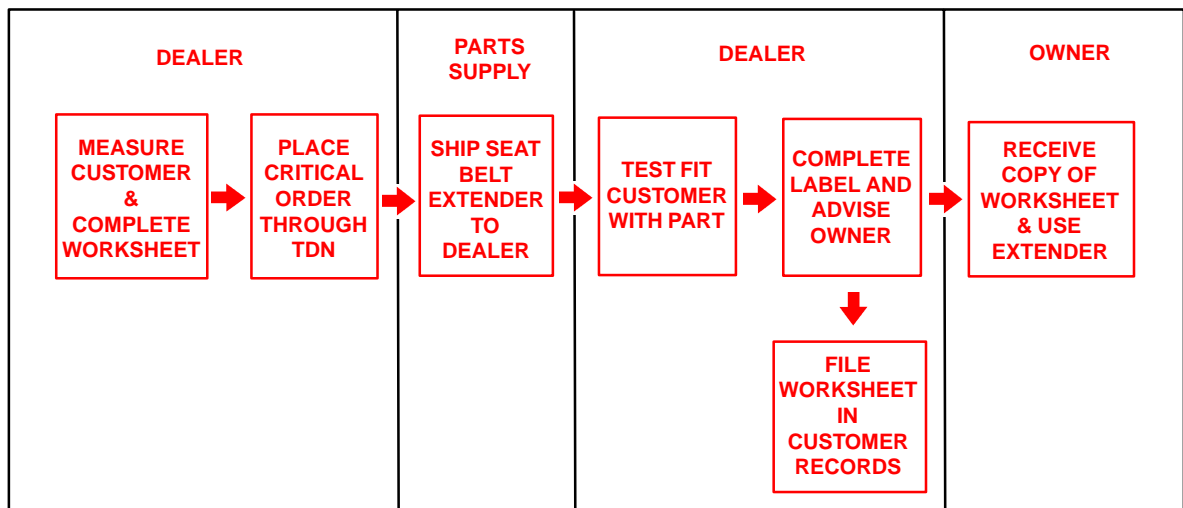 DEALER
PARTS
SUPPLY
DEALER
OWNER
MEASURE
CUSTOMER
&
COMPLETE
WORKSHEET
PLACE
CRITICAL
ORDER
THROUGH
TDN
SHIP SEAT
BELT
EXTENDER
TO
DEALER
TEST FIT
CUSTOMER
WITH PART
COMPLETE
LABEL AND
ADVISE
OWNER
RECEIVE
COPY OF
WORKSHEET
& USE
EXTENDER
FILE
WORKSHEET
IN
CUSTOMER
RECORDS